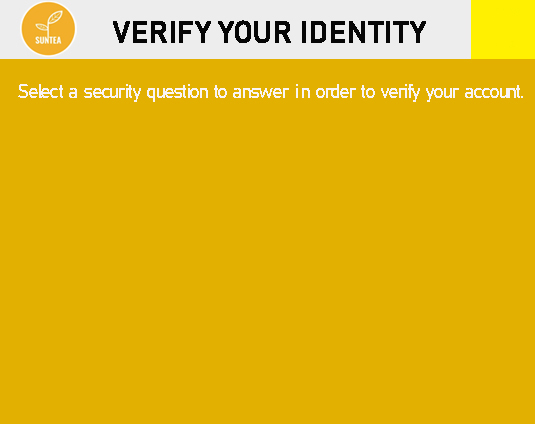 SUNTEA
VERIFY YOUR IDENTITY
Select a security question to answer in order to verify your account.